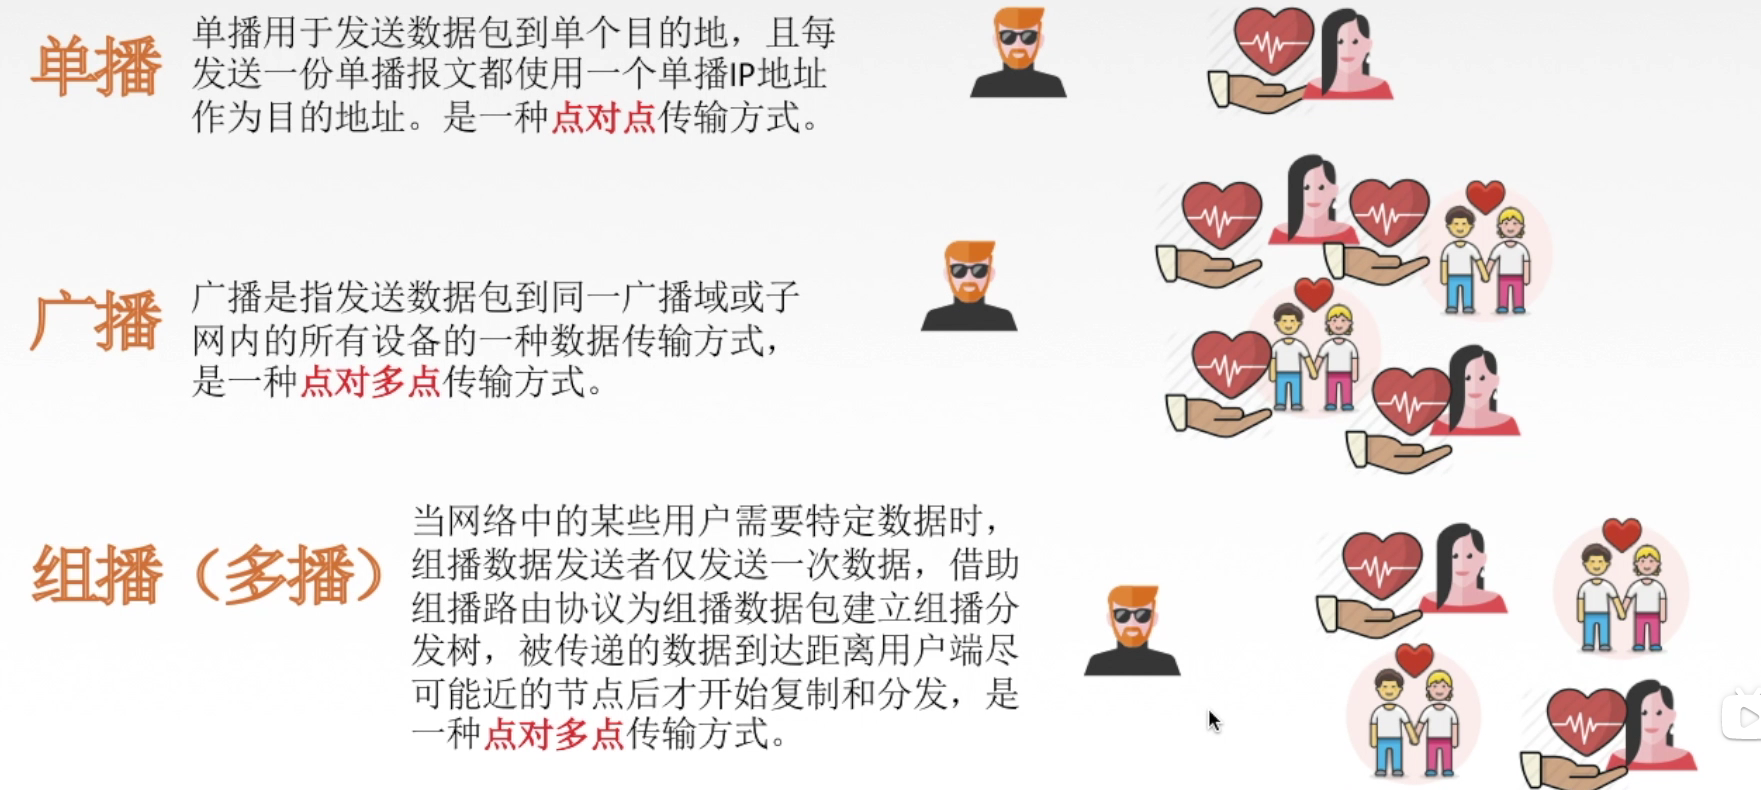 单播
单播用于发送数据包到单个目的地，且每
发送一份单播报文都使用一个单播IP地址
作为目的地址。是一种点对点传输方式。
广播
广播是指发送数据包到同一广播域或子
网内的所有设备的一种数据传输方式，
是一种点对多点传输方式。
组播（多播）
当网络中的某些用户需要特定数据时，
组播数据发送者仅发送一次数据，借助
组播路由协议为组播数据包建立组播分
发树，被传递的数据到达距离用户端尽
可能近的节点后才开始复制和分发，是
一种点对多点传输方式。